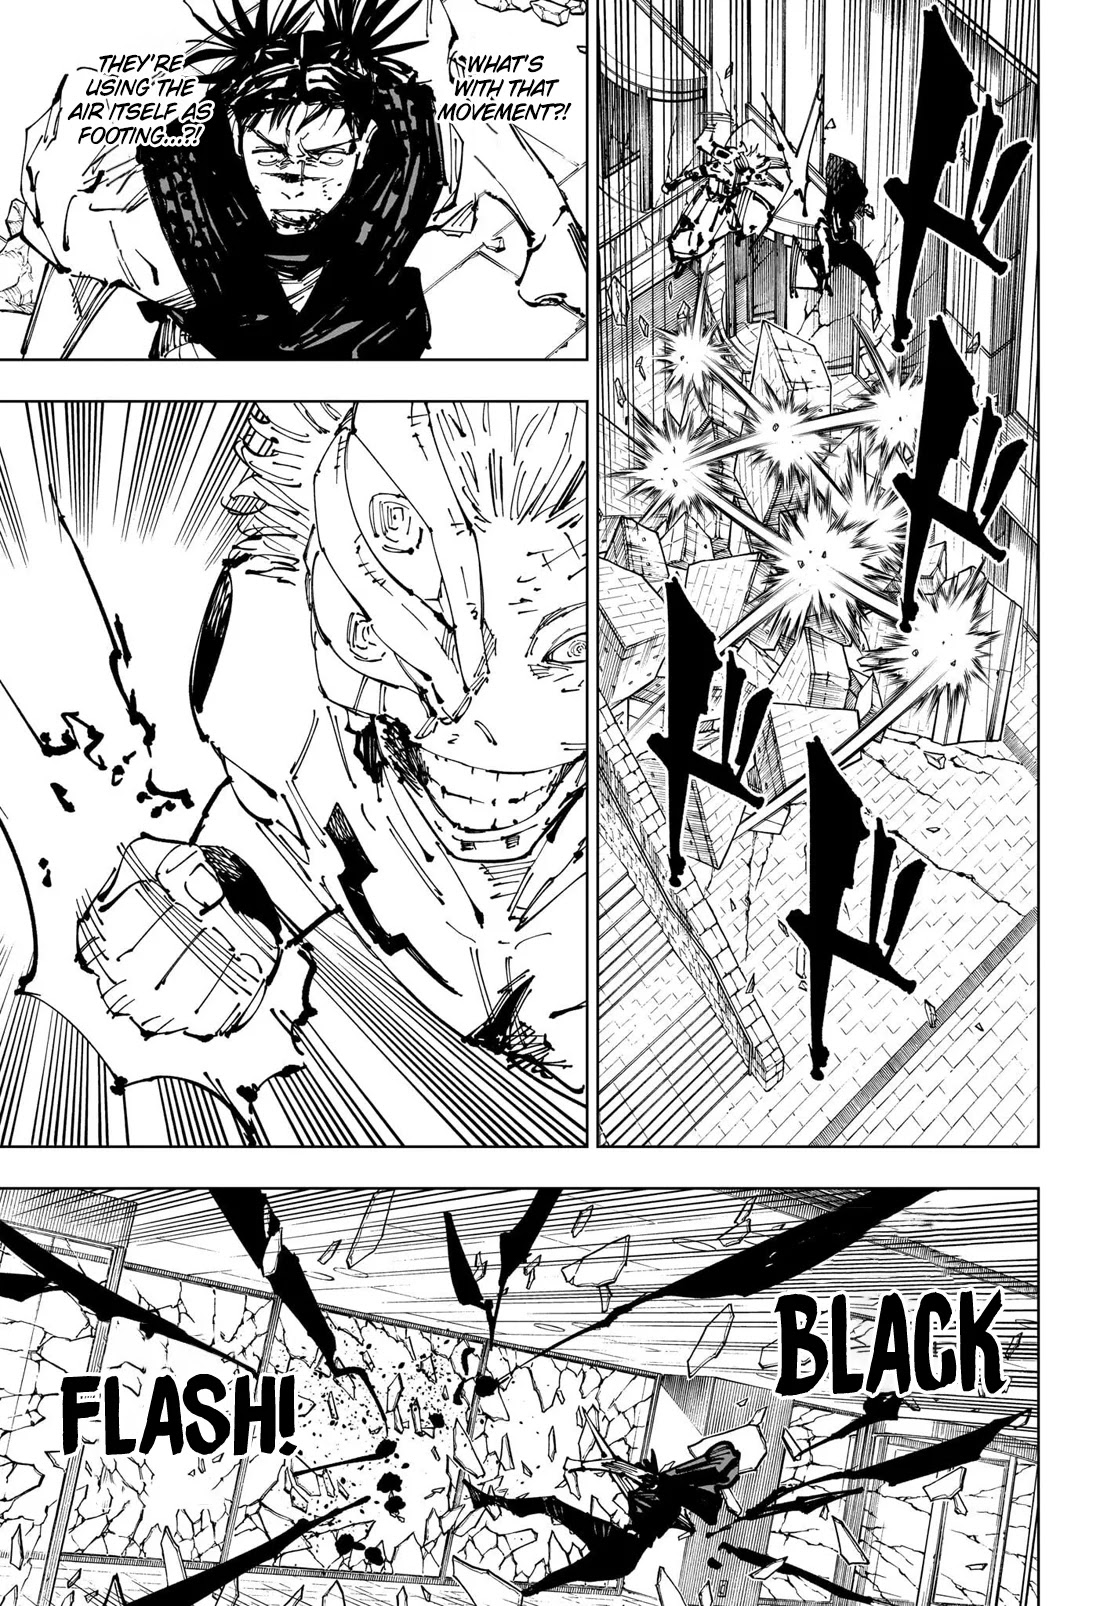 ドドドド
WHAT'S
WITH THAT
MOVEMENT?!
THEY'RE
USING THE
AIR ITSELF AS
FOOTING...?!
BLACK
FLASH!